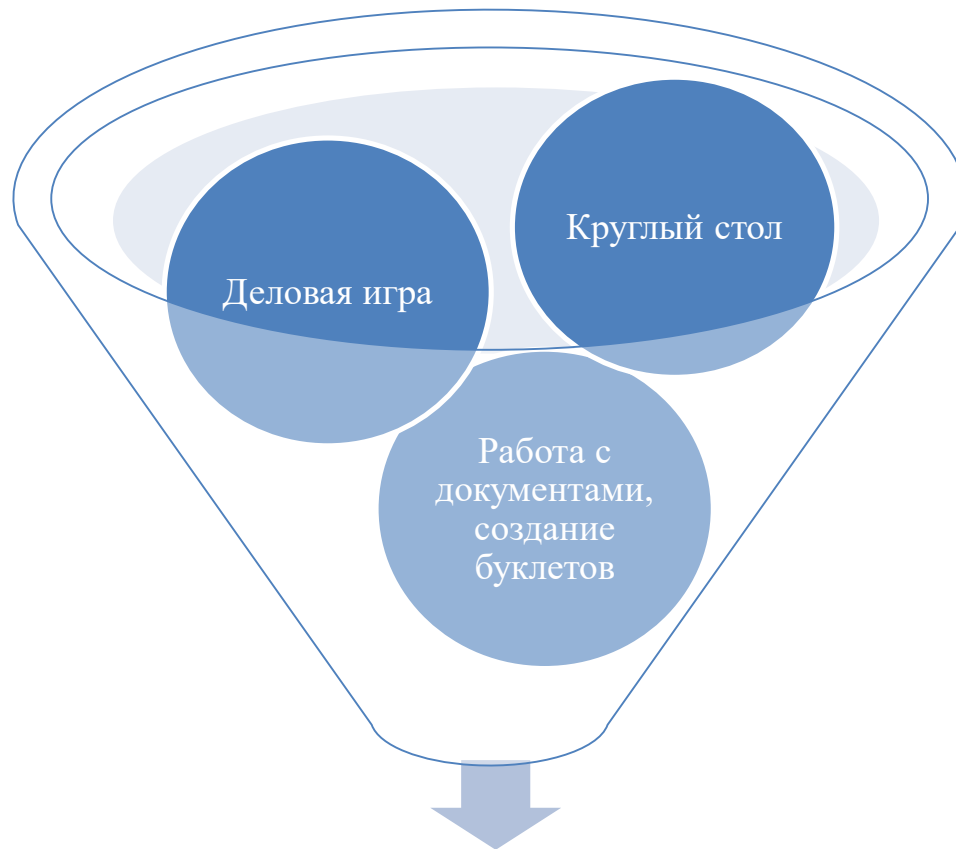 Круглый стол
Деловая игра
Работа с
документами,
создание
буклетов